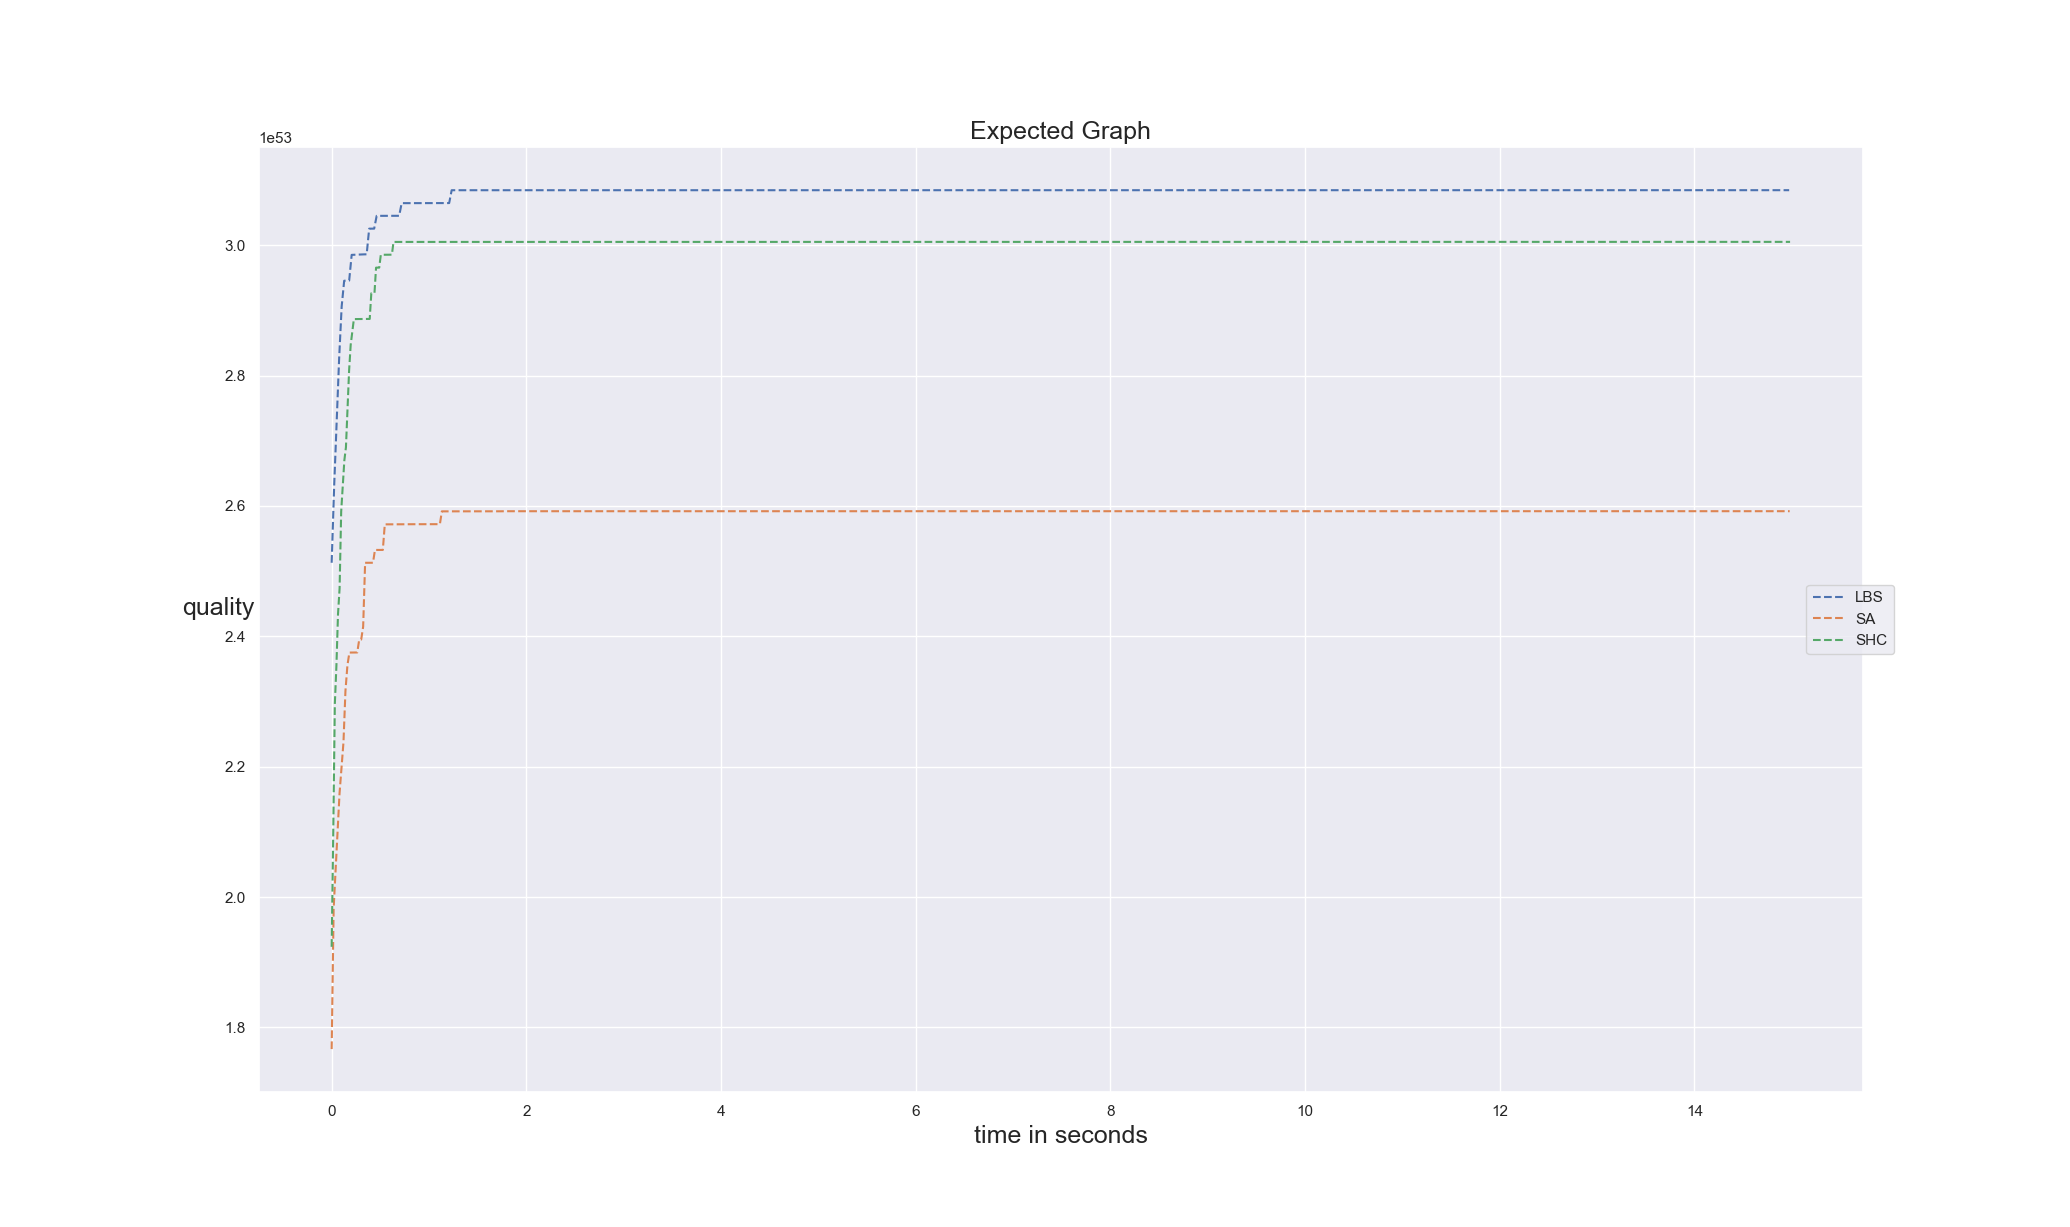 Expected Graph
1e53
3.0
2.8
2.6
quality
2.4
2.2
2.0
1.8
LBS
SA
SHC
0 2 4 6 8 10 12 14
time in seconds